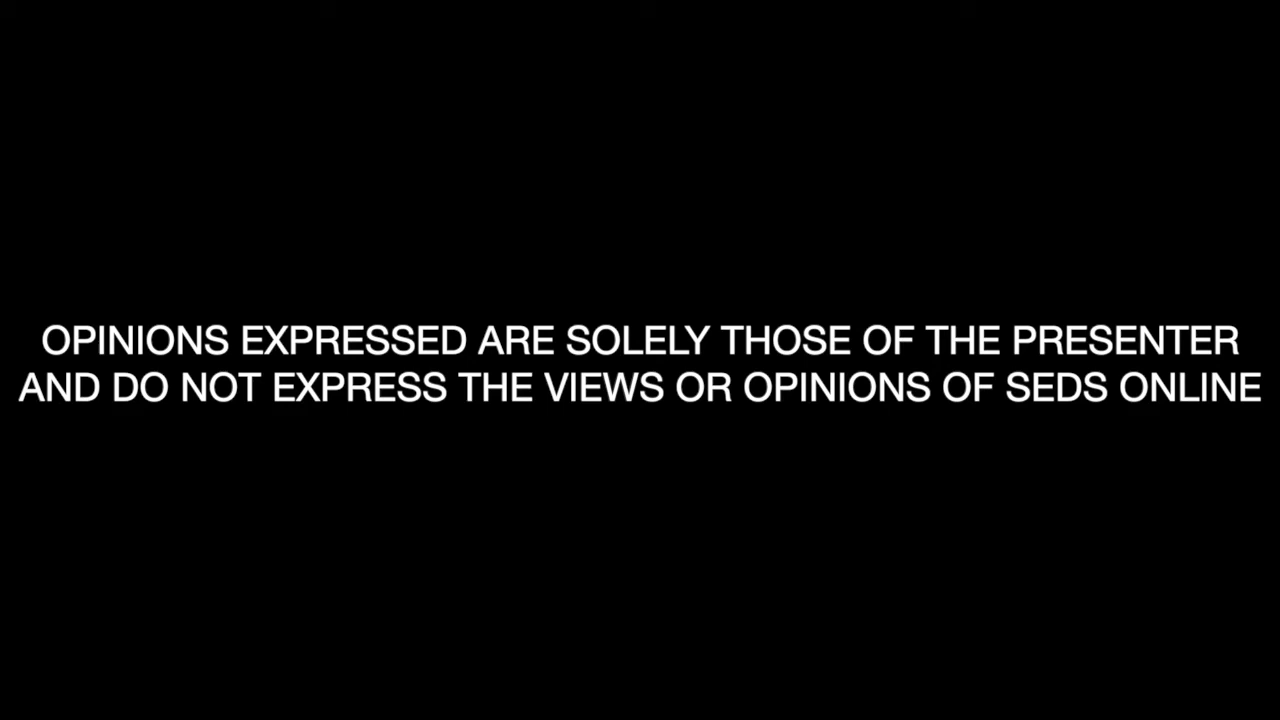 OPINIONS EXPRESSED ARE SOLELY THOSE OF THE PRESENTER
AND DO NOT EXPRESS THE VIEWS OR OPINIONS OF SEDS ONLINE